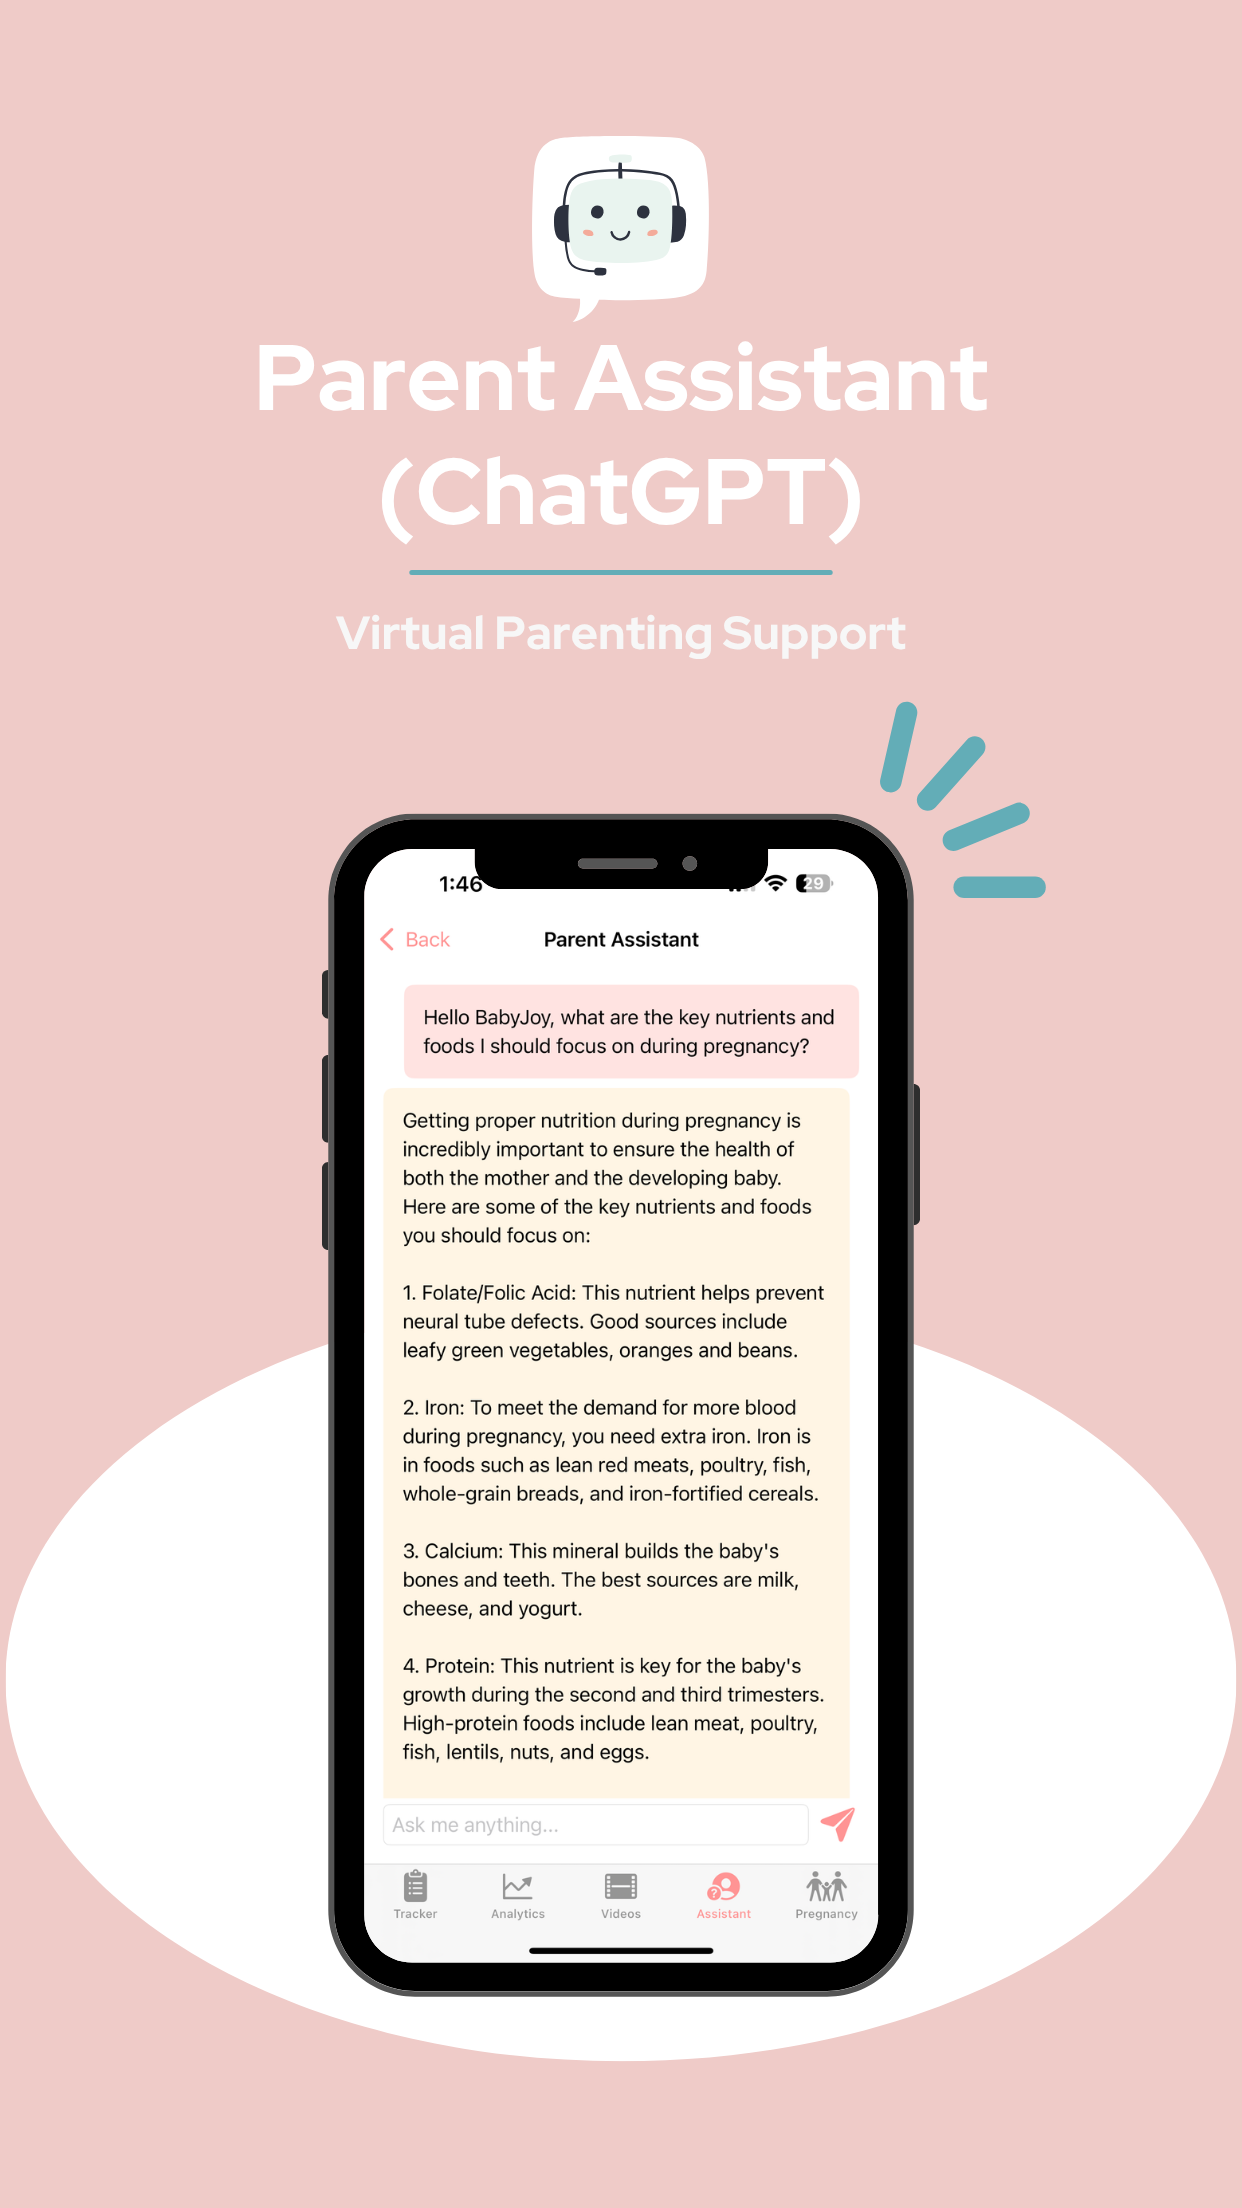 Parent Assistant
(ChatGPT)
Virtual Parenting Support
1:46
29
Back
Parent Assistant
Hello BabyJoy, what are the key nutrients and
foods I should focus on during pregnancy?
Getting proper nutrition during pregnancy is
incredibly important to ensure the health of
both the mother and the developing baby.
Here are some of the key nutrients and foods
you should focus on:
1. Folate/Folic Acid: This nutrient helps prevent
neural tube defects. Good sources include
leafy green vegetables, oranges and beans.
2. Iron: To meet the demand for more blood
during pregnancy, you need extra iron. Iron is
in foods such as lean red meats, poultry, fish,
whole-grain breads, and iron-fortified cereals.
3. Calcium: This mineral builds the baby's
bones and teeth. The best sources are milk,
cheese, and yogurt.
4. Protein: This nutrient is key for the baby's
growth during the second and third trimesters.
High-protein foods include lean meat, poultry,
fish, lentils, nuts, and eggs.
Ask me anything...
?
Tracker
Analytics
Videos
Assistant
Pregnancy